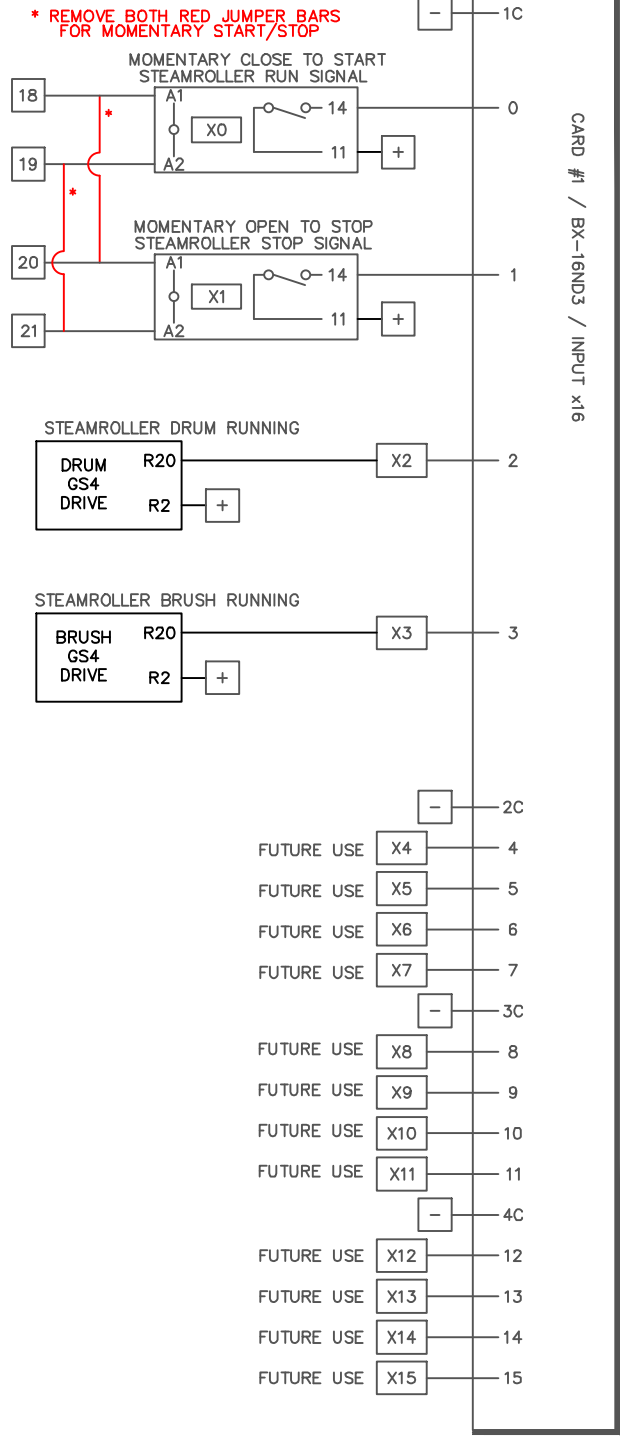 * REMOVE BOTH RED JUMPER BARS
FOR MOMENTARY START/STOP
- 1C
MOMENTARY CLOSE TO START
STEAMROLLER RUN SIGNAL
18 A1 14 0
* X0
19 A2 11 +
*
MOMENTARY OPEN TO STOP
STEAMROLLER STOP SIGNAL
20 A1 14 1
X1
21 A2 11 +
CARD #1 / BX-16ND3 / INPUT x16
STEAMROLLER DRUM RUNNING
DRUM
GS4
DRIVE
R20 X2 2
R2 +
STEAMROLLER BRUSH RUNNING
BRUSH
GS4
DRIVE
R20 X3 3
R2 +
- 2C
FUTURE USE X4 4
FUTURE USE X5 5
FUTURE USE X6 6
FUTURE USE X7 7
- 3C
FUTURE USE X8 8
FUTURE USE X9 9
FUTURE USE X10 10
FUTURE USE X11 11
- 4C
FUTURE USE X12 12
FUTURE USE X13 13
FUTURE USE X14 14
FUTURE USE X15 15